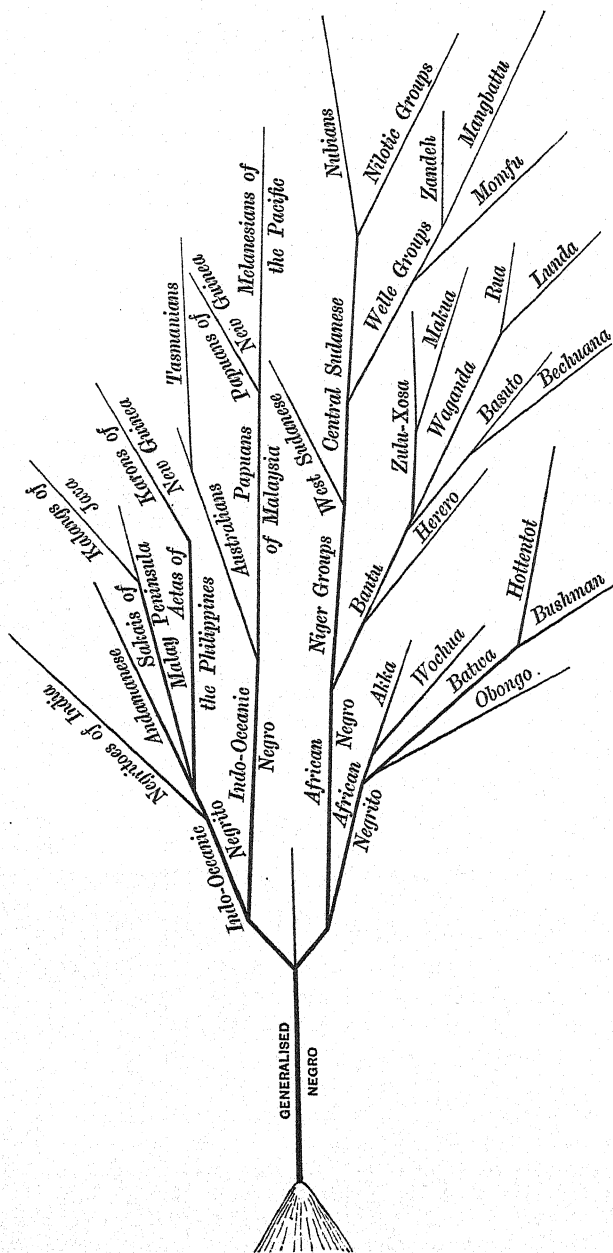 Nubians
Nilotic Groups
Zandeh
Mangbattu
Momfu
Welle Groups
Central Sudanese
Melanesians of
the Pacific
Papuans of
New Guinea
Tasmanians
Karons of
New Guinea
Kalangs of
Java
Sakais of
Malay Peninsula
Andamanese
Negritoes of India
Aetas of
the Philippines
Australians
Papuans
of Malaysia
West Sudanese
Makua
Zulu-Xosa
Rua
Lunda
Waganda
Basuto
Bechuana
Herero
Bantu
Niger Groups
Hottentot
Bushman
Batwa
Wochua
Akka
Obongo.
Indo-Oceanic
Negrito
Indo-Oceanic
Negro
African
Negro
African
Negrito
GENERALISED
NEGRO